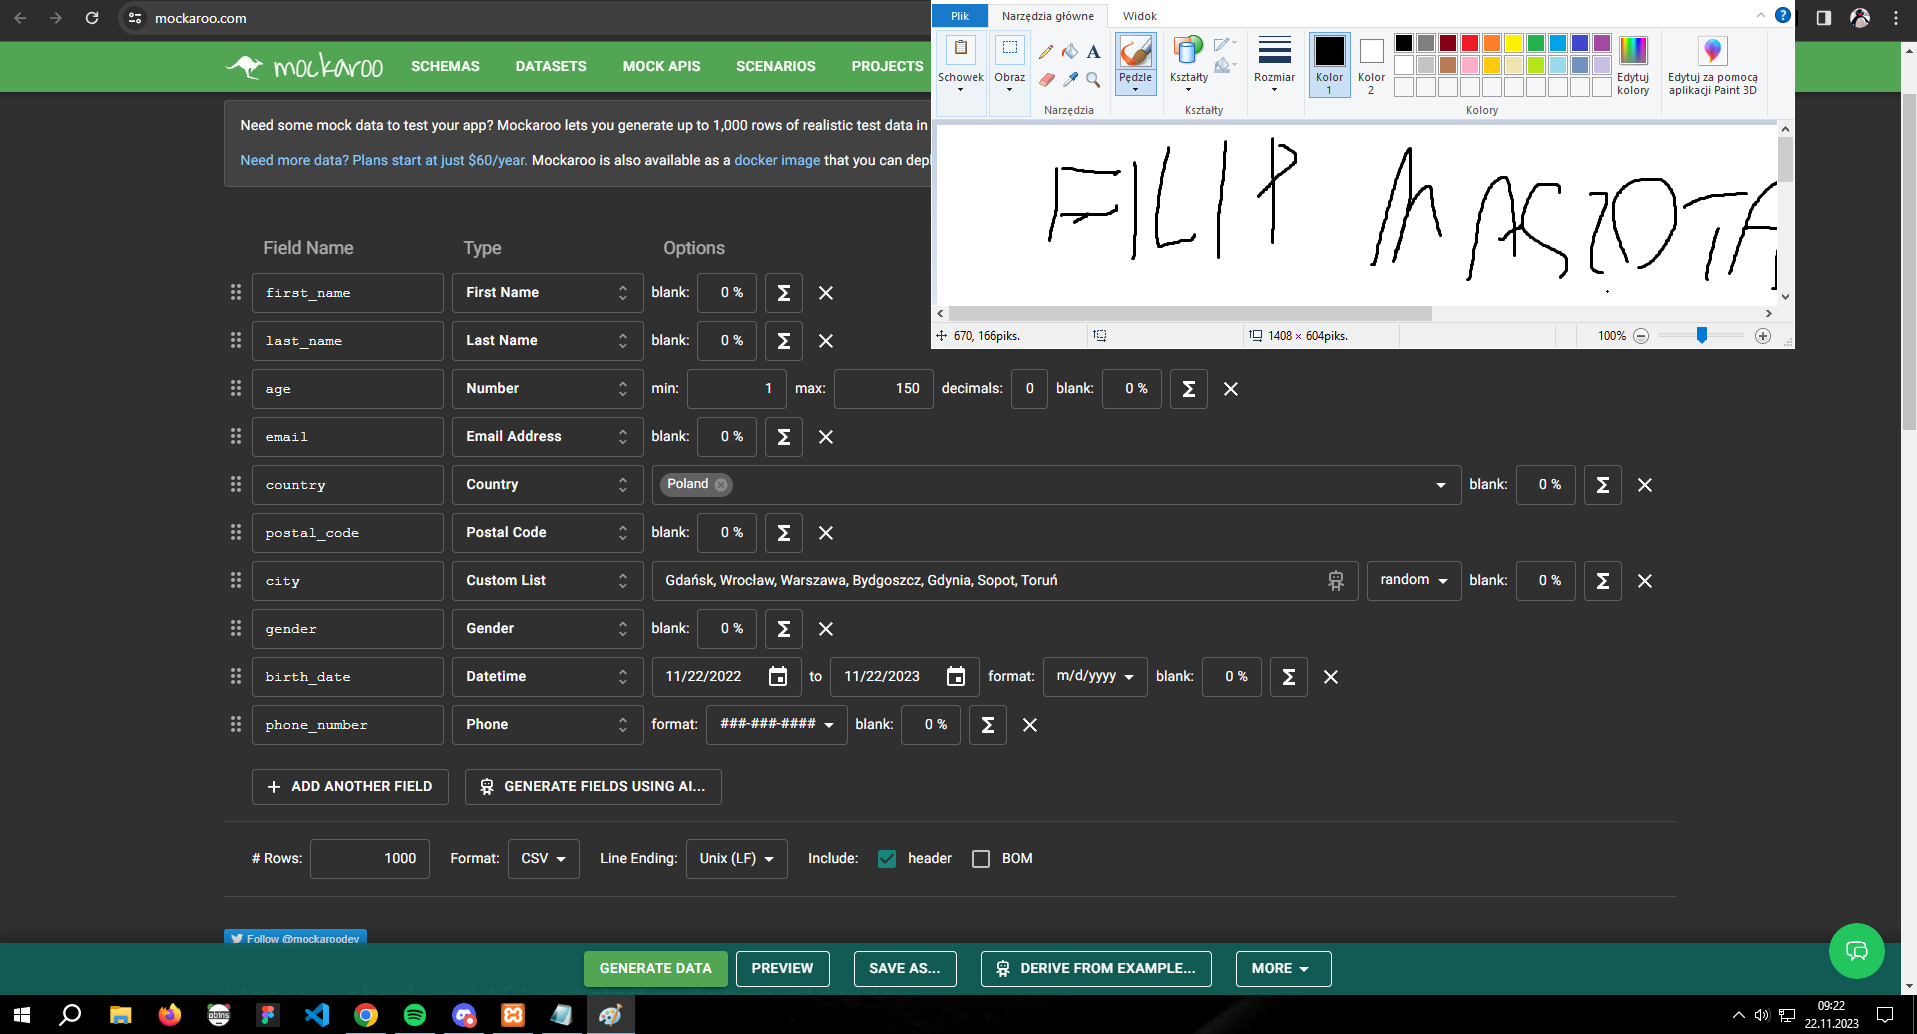 mockaroo.com
mockaroo SCHEMAS DATASETS MOCK APIS SCENARIOS PROJECTS
Plik Narzędzia główne Widok
Schowek Obraz Pędzle Kształty Rozmiar Kolor 1 Kolor 2 Edytuj kolory Edytuj za pomocą aplikacji Paint 3D
Narzędzia Kształty Kolory
FILIP
670, 166piks. 1408 × 604piks. 100%
Need some mock data to test your app? Mockaroo lets you generate up to 1,000 rows of realistic test data in
Need more data? Plans start at just $60/year. Mockaroo is also available as a docker image that you can
Field Name Type Options
first_name First Name blank: 0 % Σ
last_name Last Name blank: 0 % Σ
age Number min: 1 max: 150 decimals: 0 blank: 0 % Σ
email Email Address blank: 0 % Σ
country Country Poland blank: 0 % Σ
postal_code Postal Code blank: 0 % Σ
city Custom List Gdańsk, Wrocław, Warszawa, Bydgoszcz, Gdynia, Sopot, Toruń random blank: 0 % Σ
gender Gender blank: 0 % Σ
birth_date Datetime 11/22/2022 to 11/22/2023 format: m/d/yyyy blank: 0 % Σ
phone_number Phone format: ###-###-#### blank: 0 % Σ
+ ADD ANOTHER FIELD GENERATE FIELDS USING AI...
# Rows: 1000 Format: CSV Line Ending: Unix (LF) Include: header BOM
Follow @mockaroodev
GENERATE DATA PREVIEW SAVE AS... DERIVE FROM EXAMPLE... MORE
09:22
22.11.2023